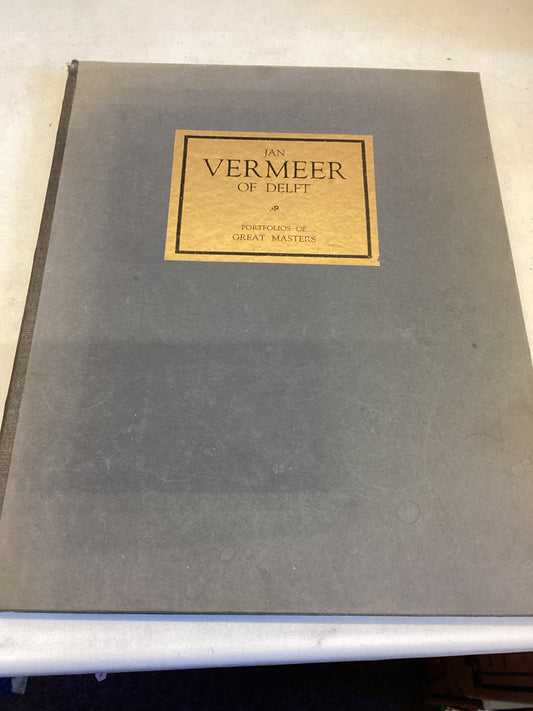 JAN
VERMEER
OF DELFT
PORTFOLIOS OF
GREAT MASTERS